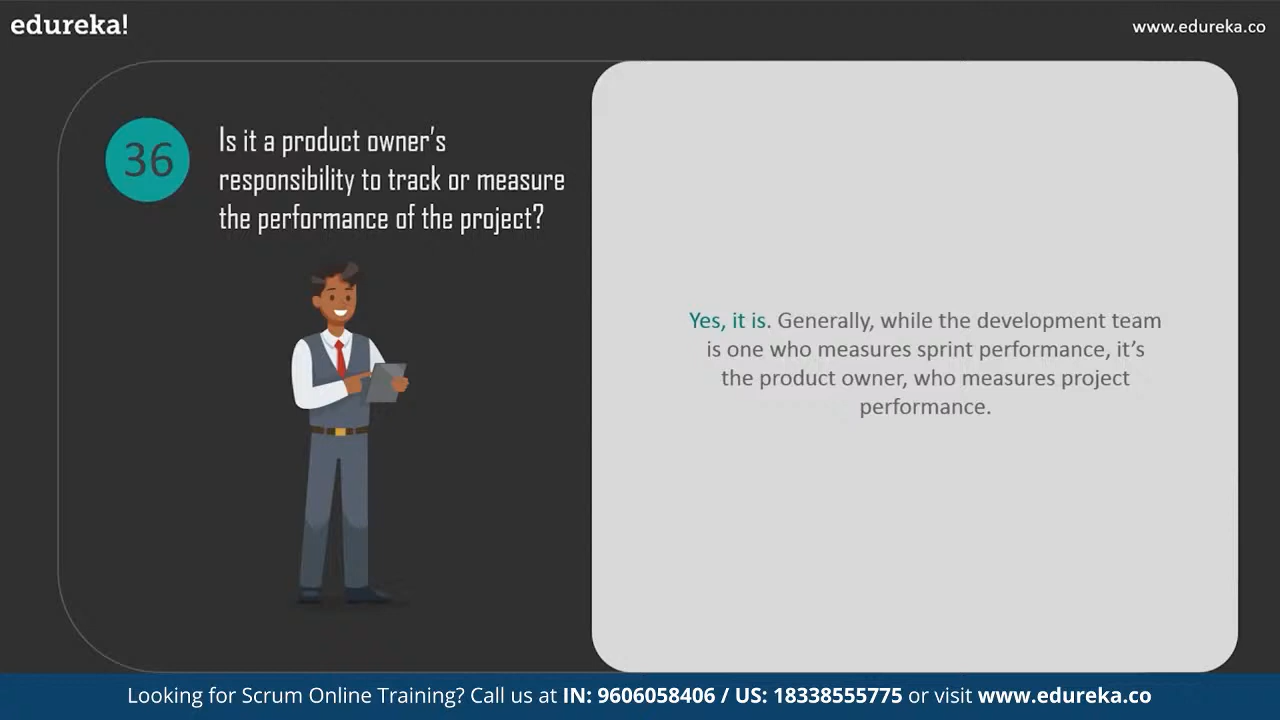 edureka!
www.edureka.co
36
Is it a product owner's
responsibility to track or measure
the performance of the project?
Yes, it is. Generally, while the development team
is one who measures sprint performance, it's
the product owner, who measures project
performance.
Looking for Scrum Online Training? Call us at IN: 9606058406 / US: 18338555775 or visit www.edureka.co